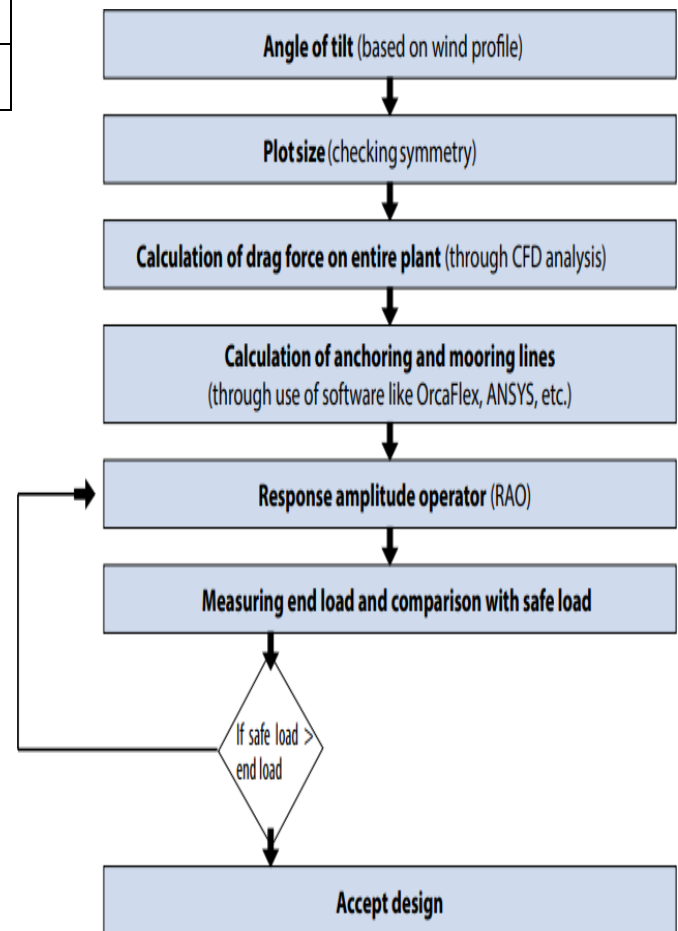 Angle of tilt (based on wind profile)
Plot size (checking symmetry)
Calculation of drag force on entire plant (through CFD analysis)
Calculation of anchoring and mooring lines
(through use of software like OrcaFlex, ANSYS, etc.)
Response amplitude operator (RAO)
Measuring end load and comparison with safe load
If safe load >
end load
Accept design